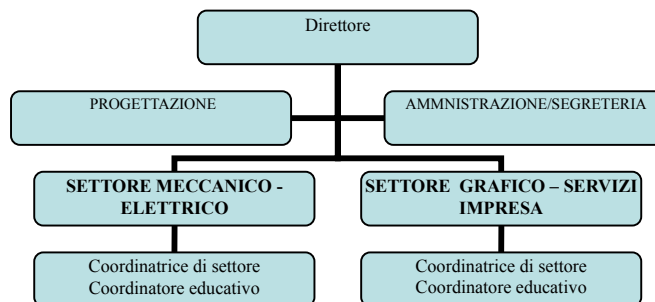 Direttore
PROGETTAZIONE
AMMNISTRAZIONE/SEGRETERIA
SETTORE MECCANICO -
ELETTRICO
SETTORE GRAFICO – SERVIZI
IMPRESA
Coordinatrice di settore
Coordinatore educativo
Coordinatrice di settore
Coordinatore educativo